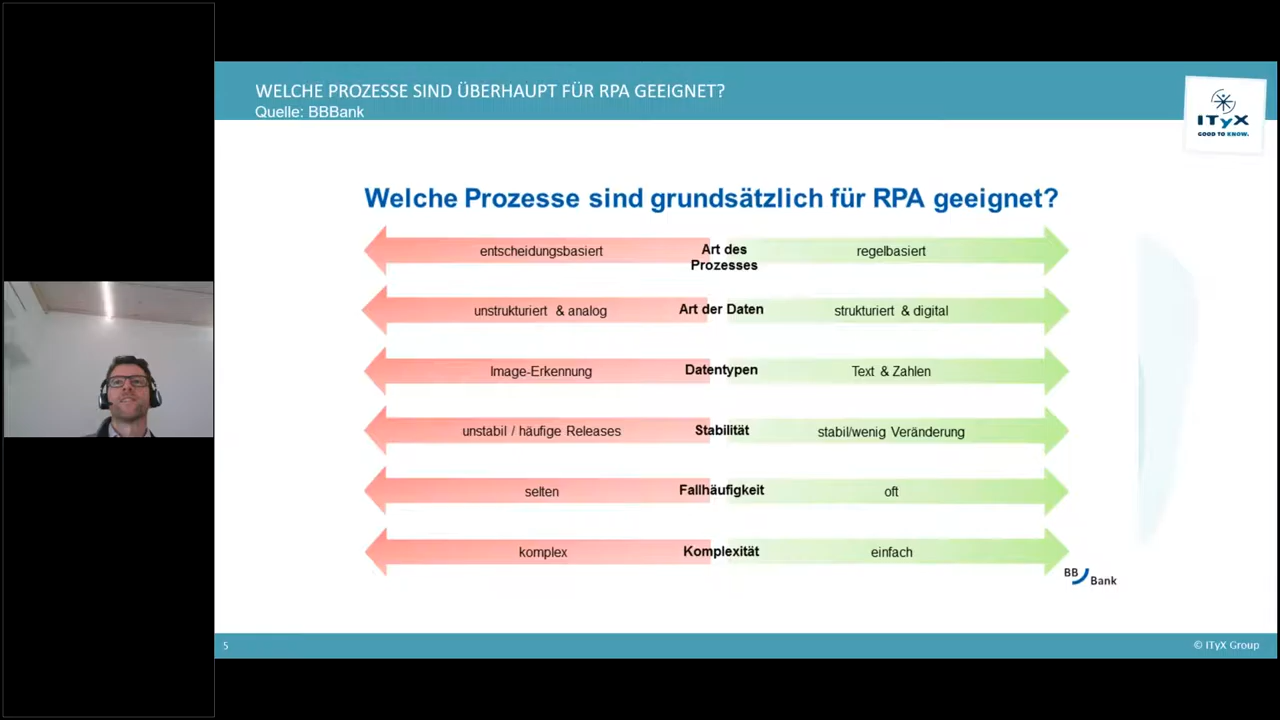 WELCHE PROZESSE SIND ÜBERHAUPT FÜR RPA GEEIGNET?
Quelle: BBBank
ITyX
GOOD TO KNOW.
Welche Prozesse sind grundsätzlich für RPA geeignet?
entscheidungsbasiert
Art des
Prozesses
regelbasiert
unstrukturiert & analog
Art der Daten
strukturiert & digital
Image-Erkennung
Datentypen
Text & Zahlen
unstabil / häufige Releases
Stabilität
stabil/wenig Veränderung
selten
Fallhäufigkeit
oft
komplex
Komplexität
einfach
BB
Bank
5
© ITyX Group